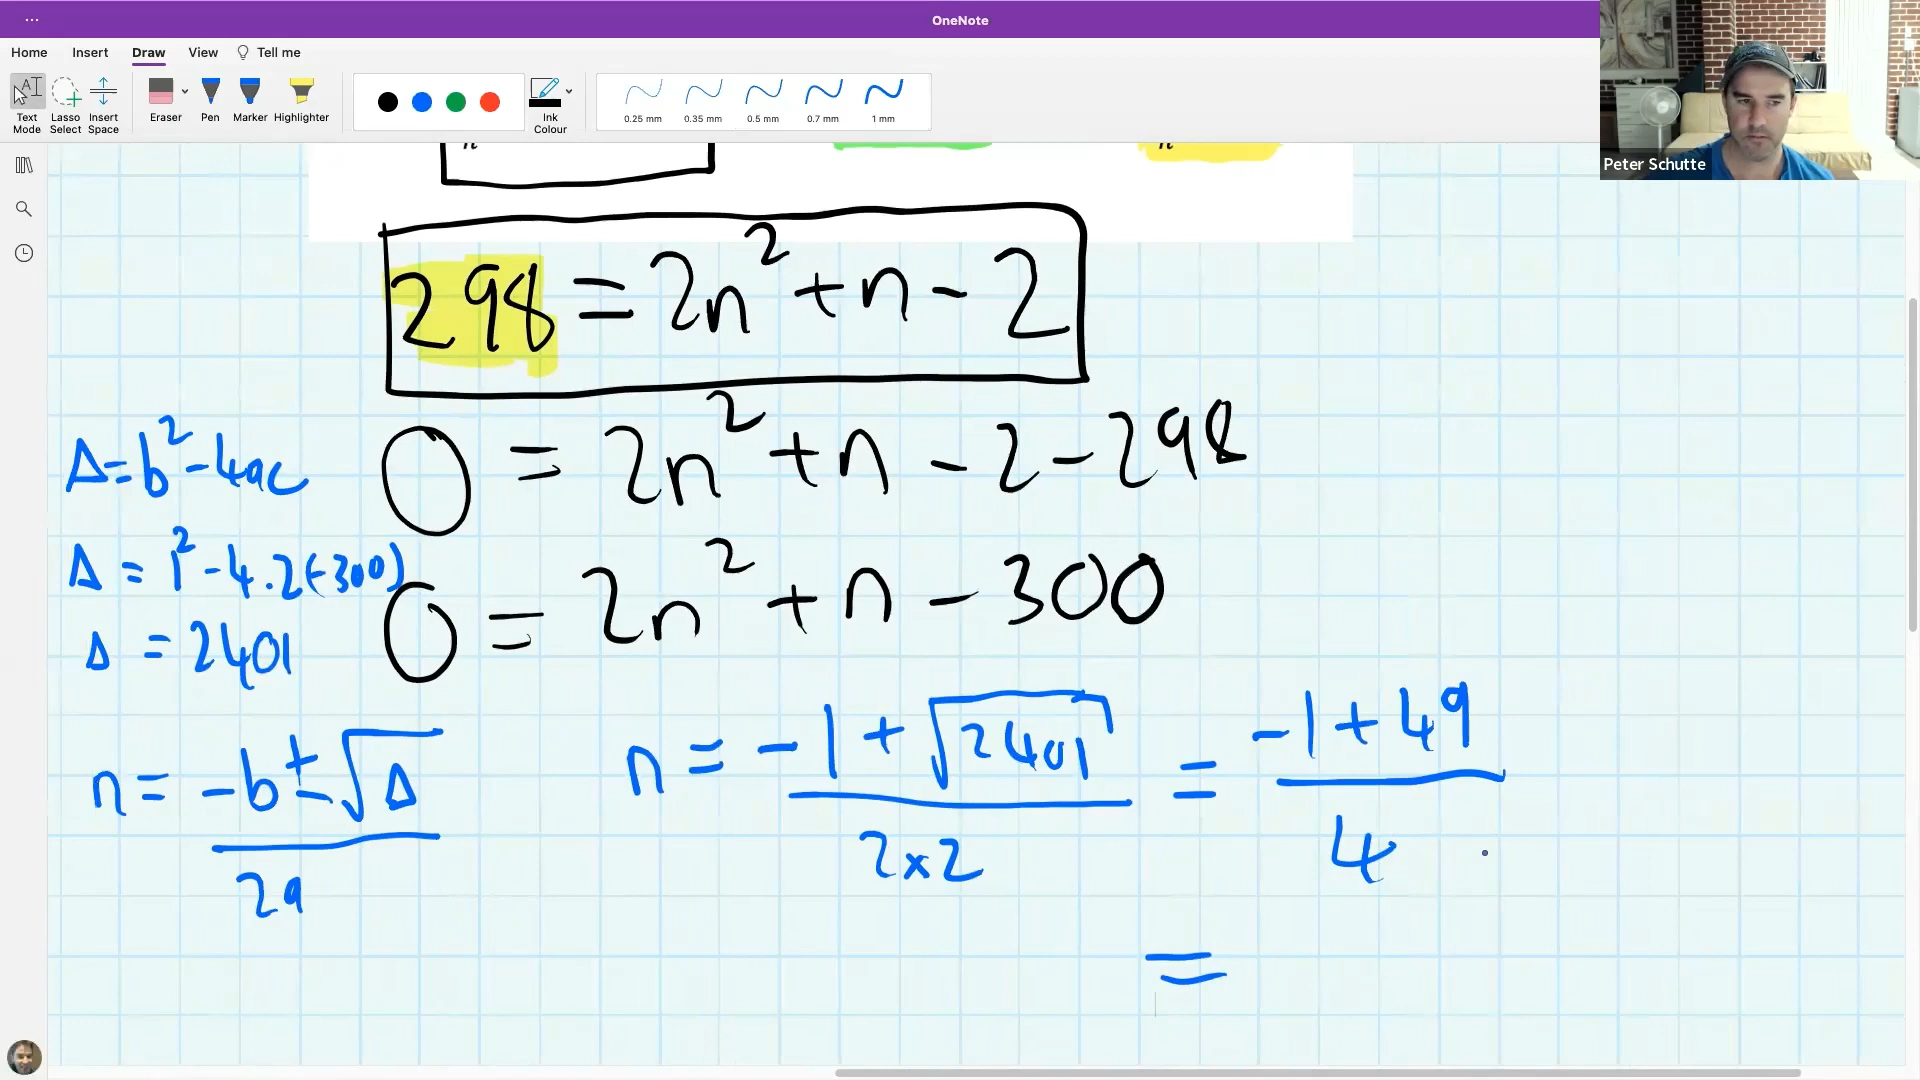 OneNote
Home Insert Draw View Tell me
Text Mode Lasso Select Insert Space Eraser Pen Marker Highlighter Ink Colour 0.25 mm 0.35 mm 0.5 mm 0.7 mm 1 mm
Peter Schutte
298 = 2n² + n - 2
0 = 2n² + n - 2 - 298
0 = 2n² + n - 300
Δ = b² - 4ac
Δ = 1² - 4.2(-300)
Δ = 2401
n = (-b ± √Δ) / 2a
n = (-1 + √2401) / 2×2 = (-1 + 49) / 4
=